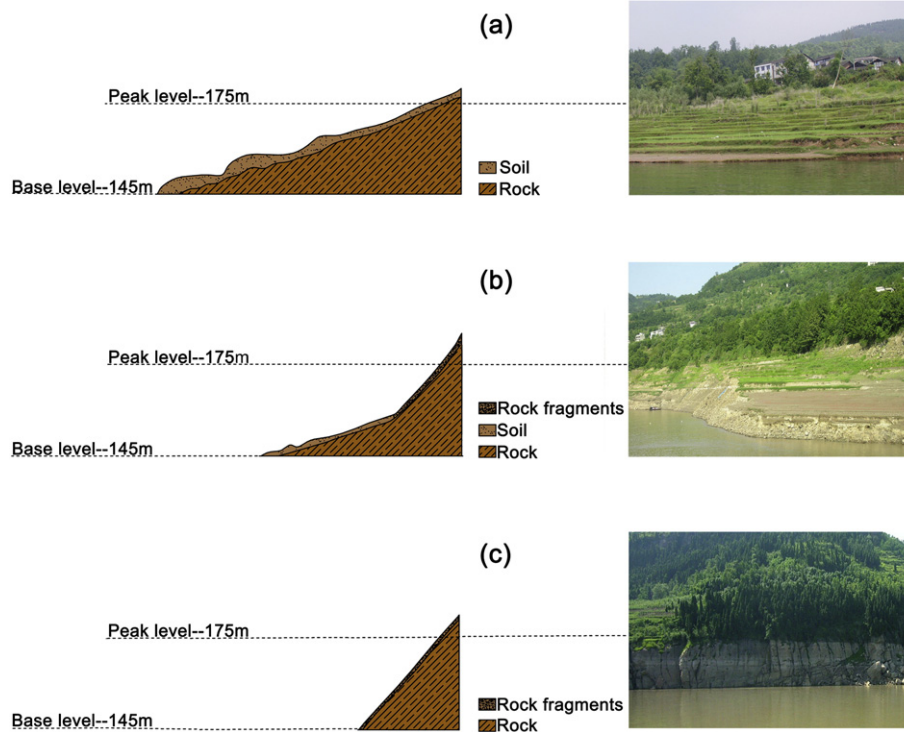 (a)
Peak level--175m
Soil
Base level--145m
Rock
(b)
Peak level--175m
Rock fragments
Soil
Base level--145m
Rock
(c)
Peak level--175m
Rock fragments
Base level--145m
Rock